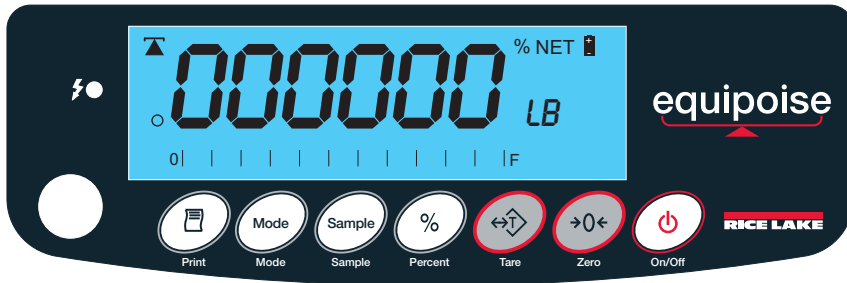 % NET
000000
LB
0 F
equipoise
Mode Sample % T 0
Print Mode Sample Percent Tare Zero On/Off
RICE LAKE